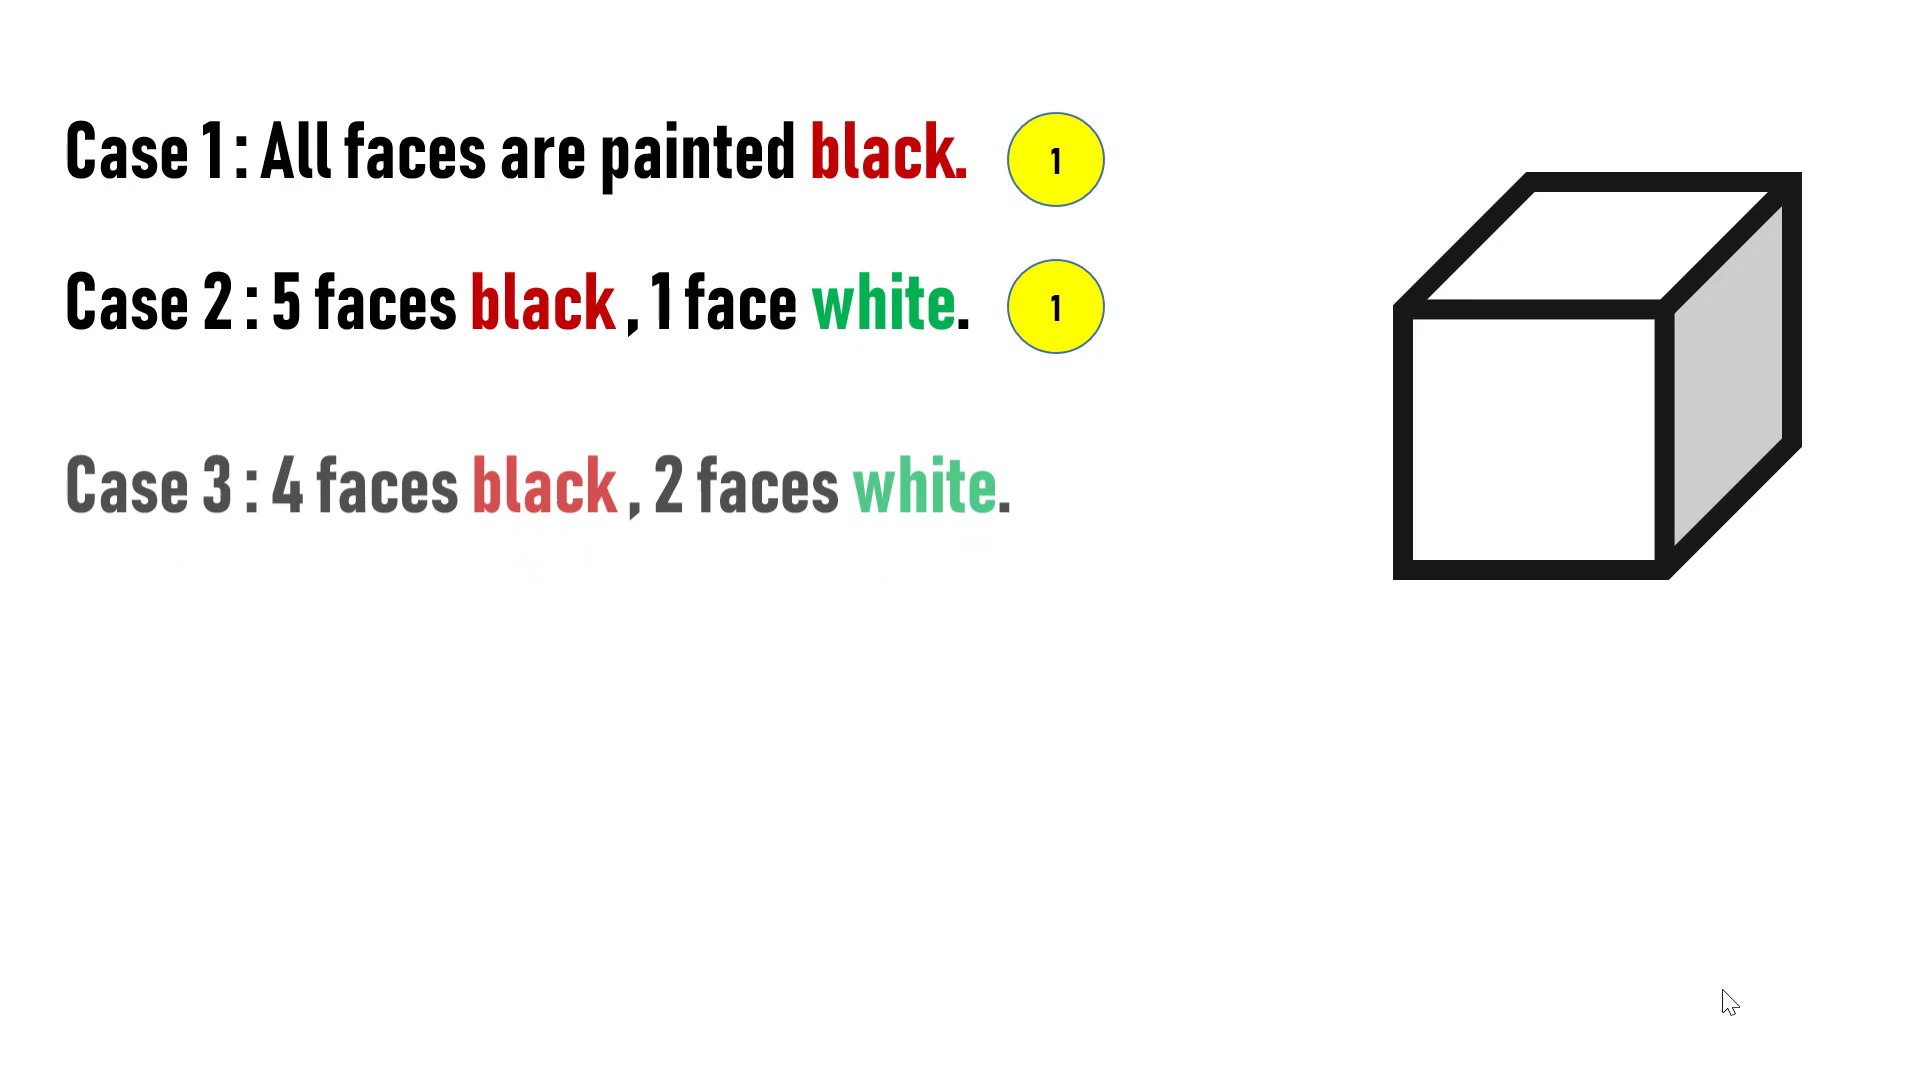 Case 1 : All faces are painted black. 1
Case 2 : 5 faces black , 1 face white. 1
Case 3 : 4 faces black , 2 faces white.